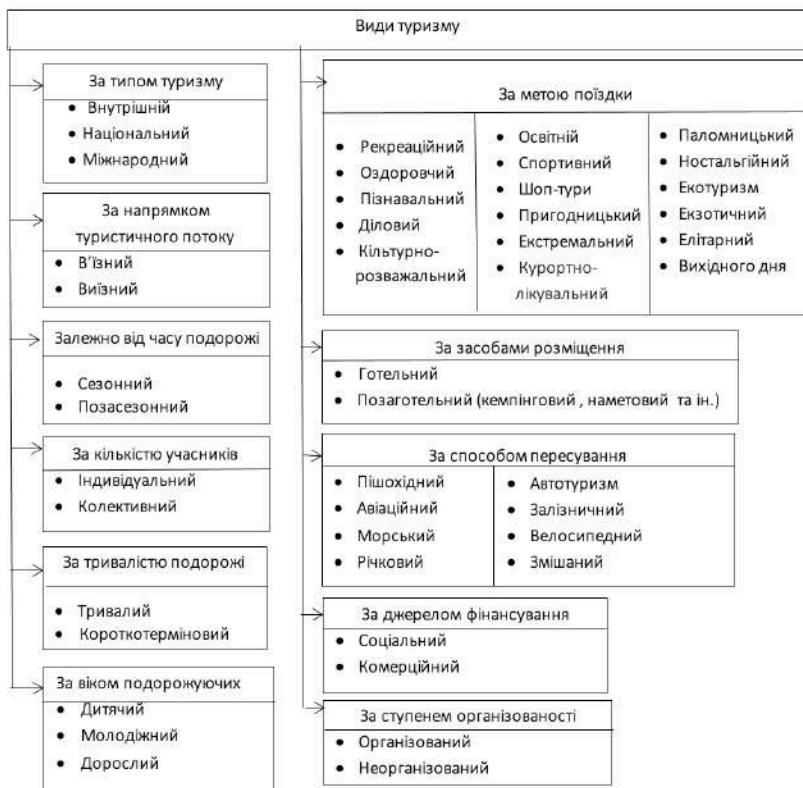 Види туризму
За типом туризму
Внутрішній
Національний
Міжнародний
За напрямком
туристичного потоку
В'їзний
Виїзний
Залежно від часу подорожі
Сезонний
Позасезонний
За кількістю учасників
Індивідуальний
Колективний
За тривалістю подорожі
Тривалий
Короткотерміновий
За віком подорожуючих
Дитячий
Молодіжний
Дорослий
За метою поїздки
Рекреаційний
Оздоровчий
Пізнавальний
Діловий
Кільтурно-
розважальний
Освітній
Спортивний
Шоп-тури
Пригодницький
Екстремальний
Курортно-
лікувальний
Паломницький
Ностальгійний
Екотуризм
Екзотичний
Елітарний
Вихідного дня
За засобами розміщення
Готельний
Позаготельний (кемпінговий , наметовий та ін.)
За способом пересування
Пішохідний
Авіаційний
Морський
Річковий
Автотуризм
Залізничний
Велосипедний
Змішаний
За джерелом фінансування
Соціальний
Комерційний
За ступенем організованості
Організований
Неорганізований